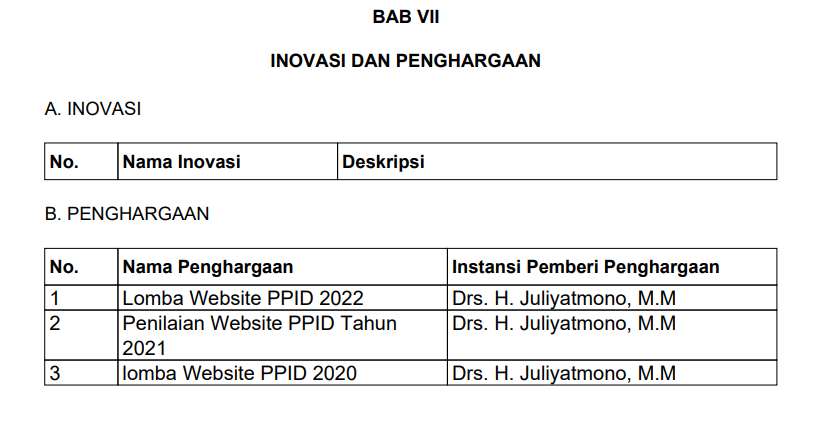 BAB VII
INOVASI DAN PENGHARGAAN
A. INOVASI
No. Nama Inovasi Deskripsi
B. PENGHARGAAN
No. Nama Penghargaan Instansi Pemberi Penghargaan
1 Lomba Website PPID 2022 Drs. H. Juliyatmono, M.M
2 Penilaian Website PPID Tahun Drs. H. Juliyatmono, M.M
2021
3 lomba Website PPID 2020 Drs. H. Juliyatmono, M.M